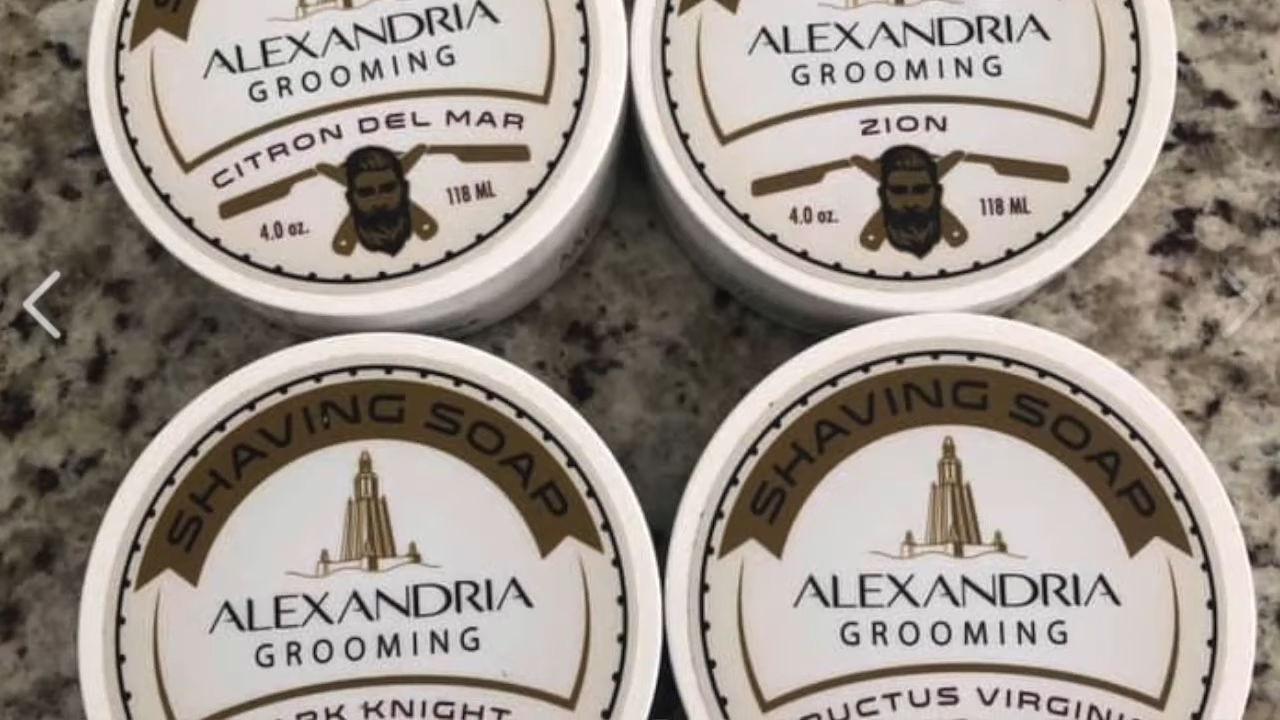 ALEXANDRIA
GROOMING
CITRON DEL MAR
4.0 oz.
118 ML
ALEXANDRIA
GROOMING
ZION
4.0 oz.
118 ML
SHAVING SOAP
ALEXANDRIA
GROOMING
KNIGHT
SHAVING SOAP
ALEXANDRIA
GROOMING